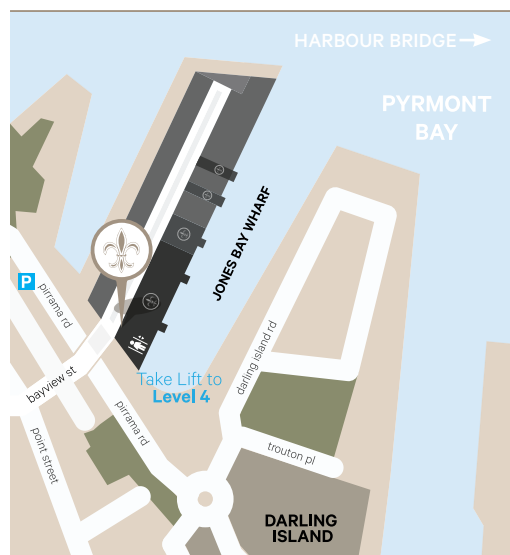 HARBOUR BRIDGE
PYRMONT
BAY
JONES BAY WHARF
P
pirrama rd
Take Lift to
Level 4
bayview st
darling island rd
pirrama rd
point street
trouton pl
DARLING
ISLAND